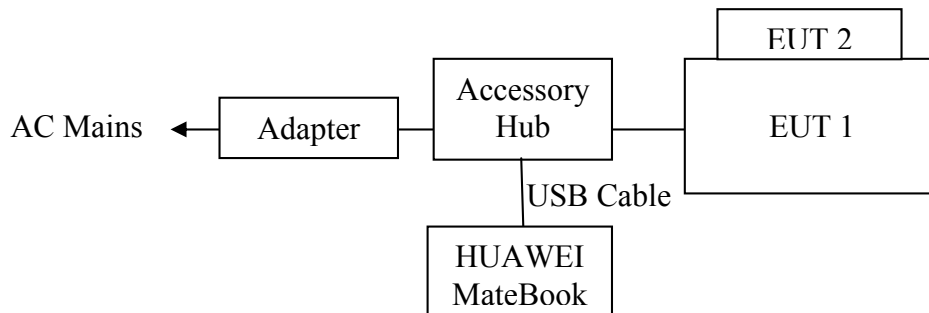 EUT 2
Accessory
Hub
AC Mains
Adapter
EUT 1
USB Cable
HUAWEI
MateBook